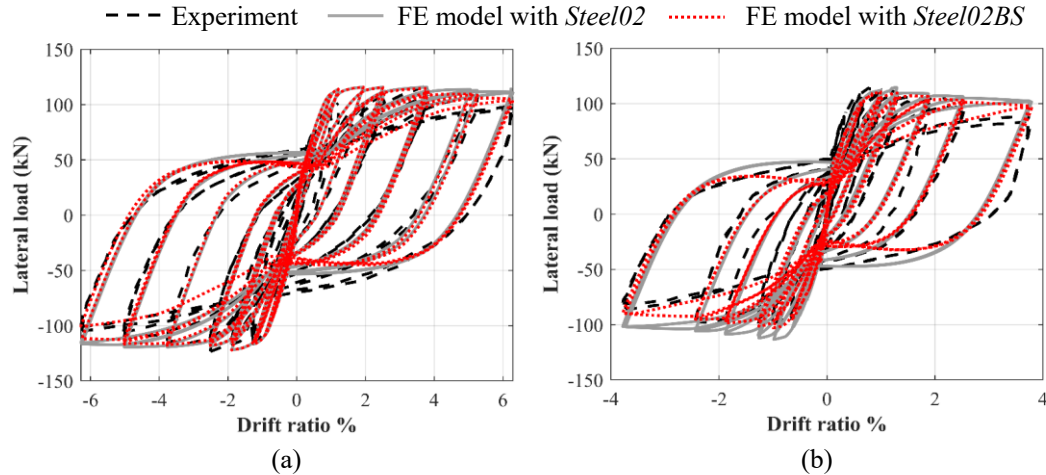 Experiment FE model with Steel02 FE model with Steel02BS
150
100
50
0
-50
-100
-150
Lateral load (kN)
-6 -4 -2 0 2 4 6
Drift ratio %
(a)
150
100
50
0
-50
-100
-150
Lateral load (kN)
-4 -2 0 2 4
Drift ratio %
(b)